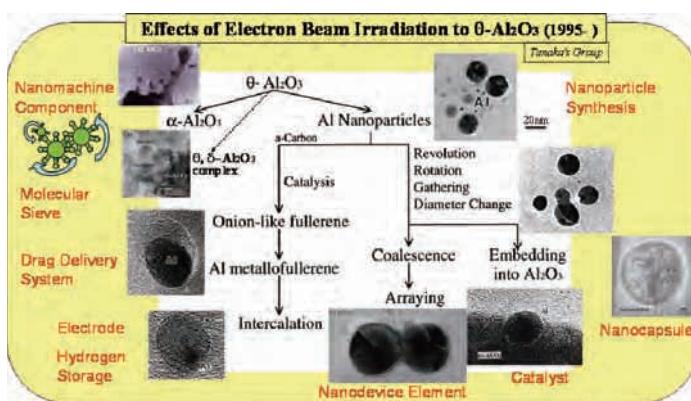 Effects of Electron Beam Irradiation to θ-Al₂O₃ (1995- )
Tanaka's Group
Nanomachine
Component
θ- Al₂O₃
Nanoparticle
Synthesis
α-Al₂O₃
Al Nanoparticles
Al
20nm
θ, δ-Al₂O₃
complex
a-Carbon
Revolution
Rotation
Gathering
Diameter Change
Molecular
Sieve
Catalysis
Onion-like fullerene
Drag Delivery
System
Al metallofullerene
Coalescence
Embedding
into Al₂O₃
Arraying
Nanocapsule
Electrode
Hydrogen
Storage
Intercalation
Nanodevice Element
Catalyst